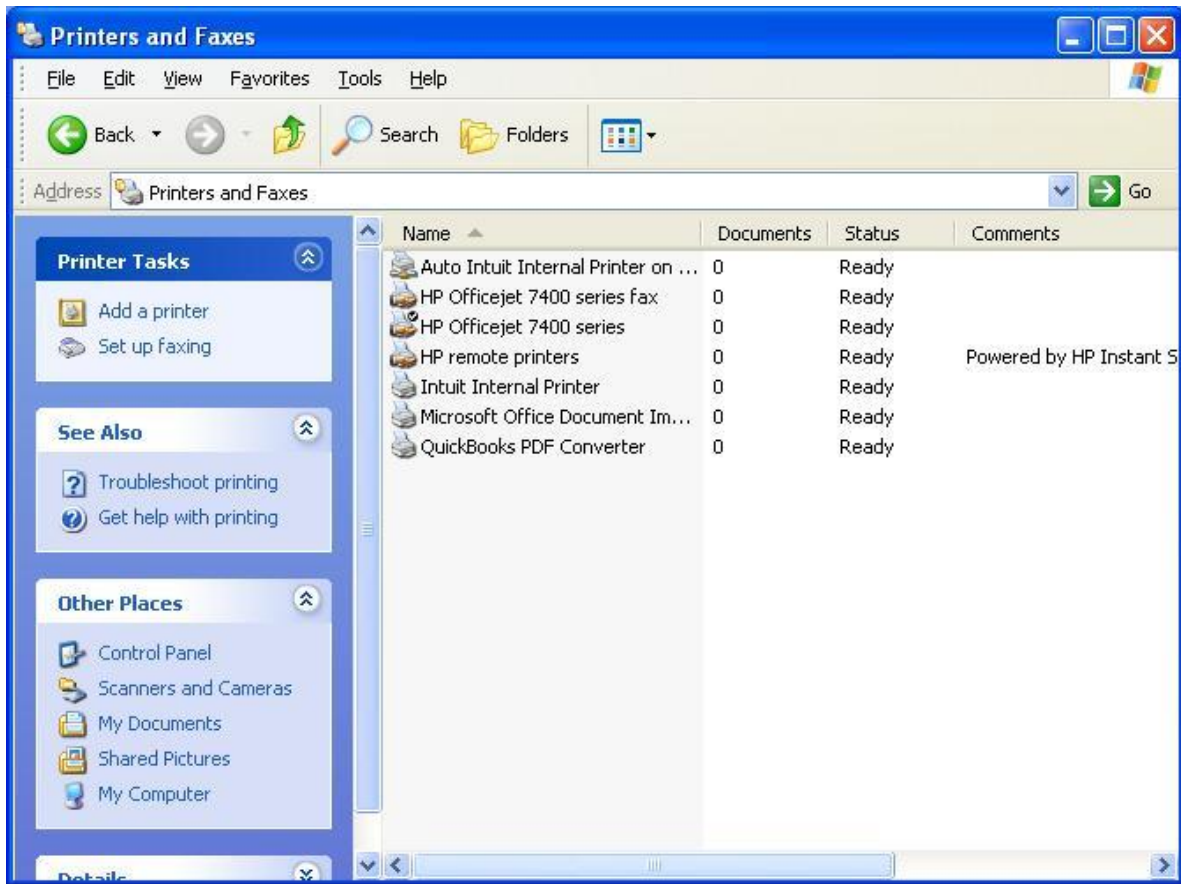 Printers and Faxes
File Edit View Favorites Tools Help
Back Search Folders
Address Printers and Faxes Go
Printer Tasks
Add a printer
Set up faxing
See Also
Troubleshoot printing
Get help with printing
Other Places
Control Panel
Scanners and Cameras
My Documents
Shared Pictures
My Computer
Details
Name Documents Status Comments
Auto Intuit Internal Printer on ... 0 Ready
HP Officejet 7400 series fax 0 Ready
HP Officejet 7400 series 0 Ready
HP remote printers 0 Ready Powered by HP Instant S
Intuit Internal Printer 0 Ready
Microsoft Office Document Im... 0 Ready
QuickBooks PDF Converter 0 Ready